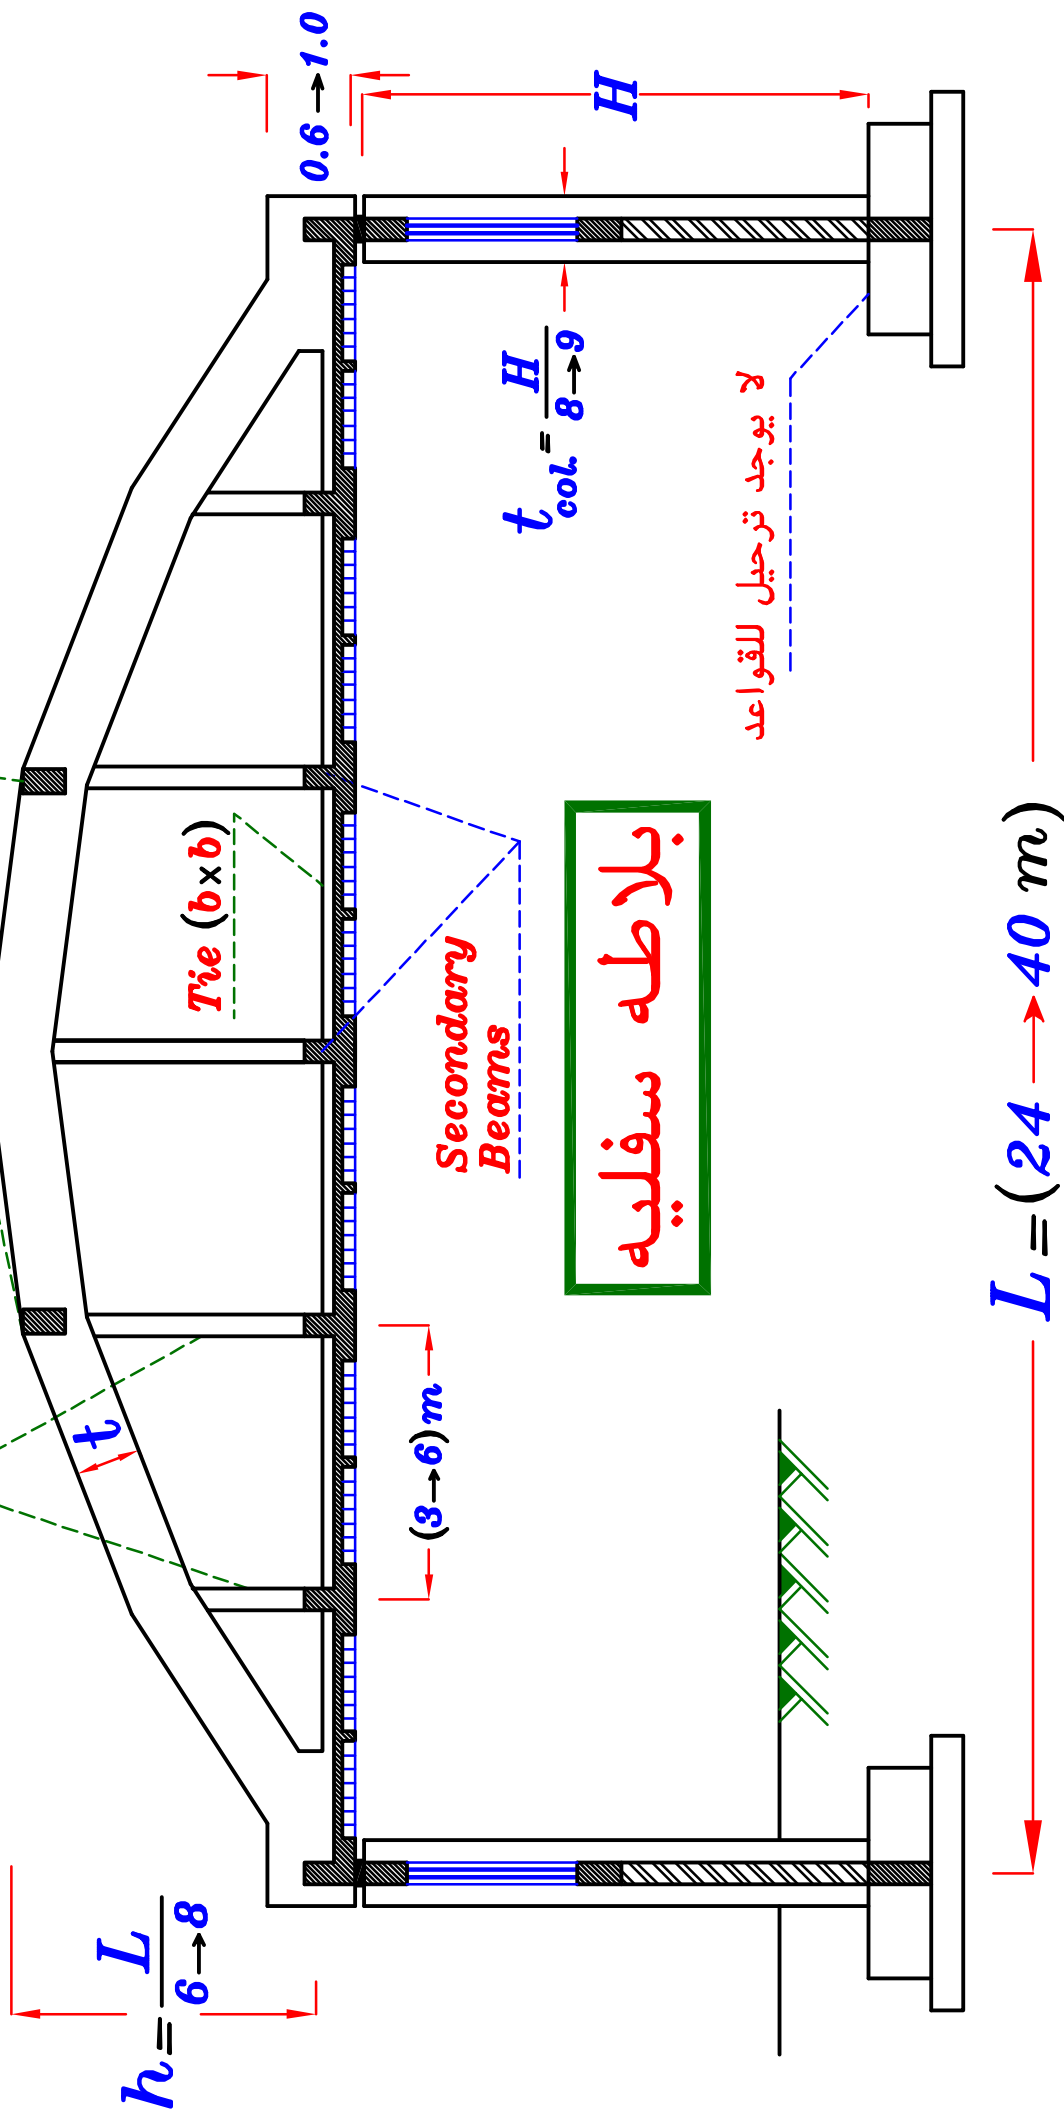 0.6→1.0
H
t col. = H / 8→9
لا يوجد ترحيل للقواعد
Tie (b×b)
Secondary
Beams
بلاطه سفليه
t
(3→6)m
h = L / 6→8
L = (24→40 m)